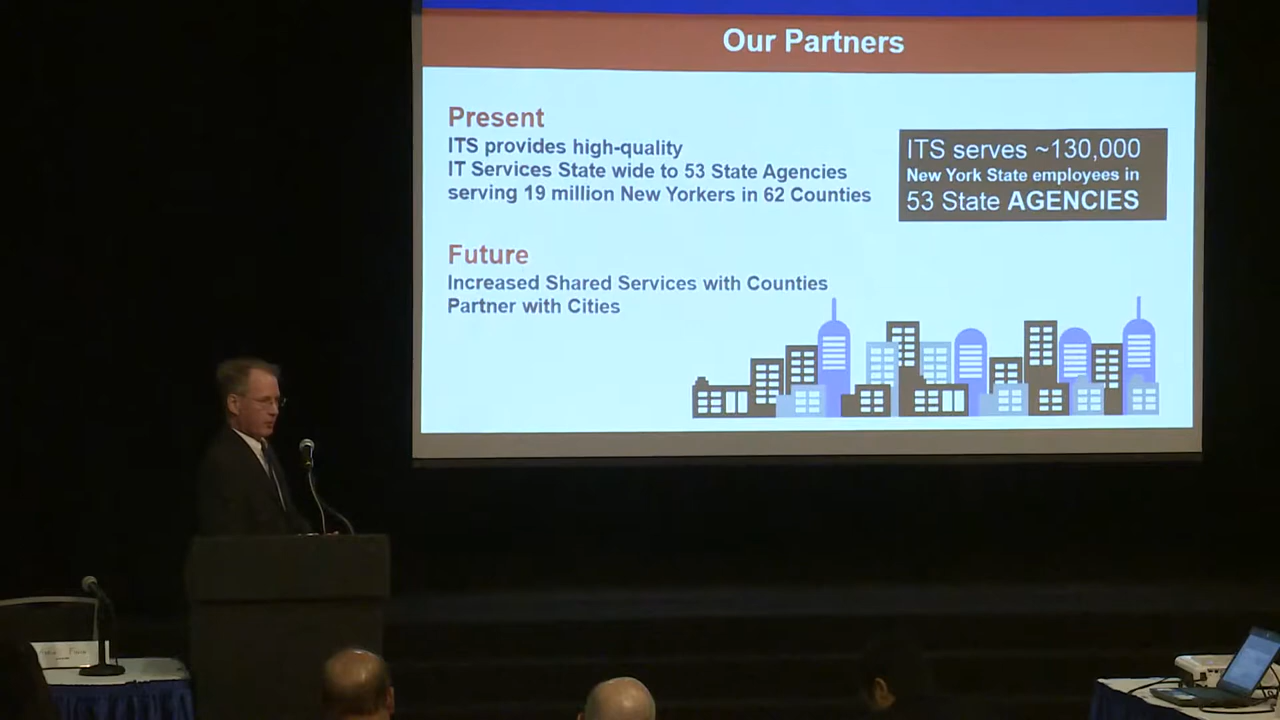 Our Partners
Present
ITS provides high-quality
IT Services State wide to 53 State Agencies
serving 19 million New Yorkers in 62 Counties
ITS serves ~130,000
New York State employees in
53 State AGENCIES
Future
Increased Shared Services with Counties
Partner with Cities